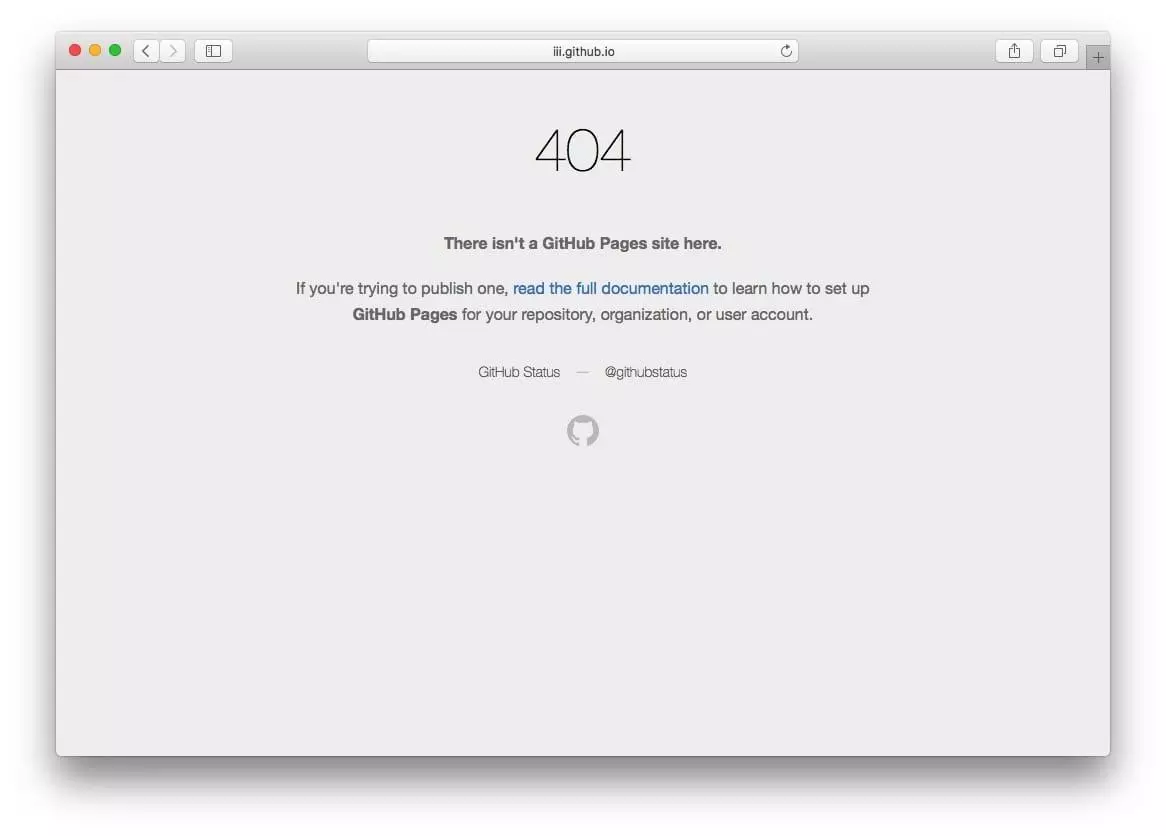 iii.github.io
404
There isn't a GitHub Pages site here.
If you're trying to publish one, read the full documentation to learn how to set up
GitHub Pages for your repository, organization, or user account.
GitHub Status — @githubstatus